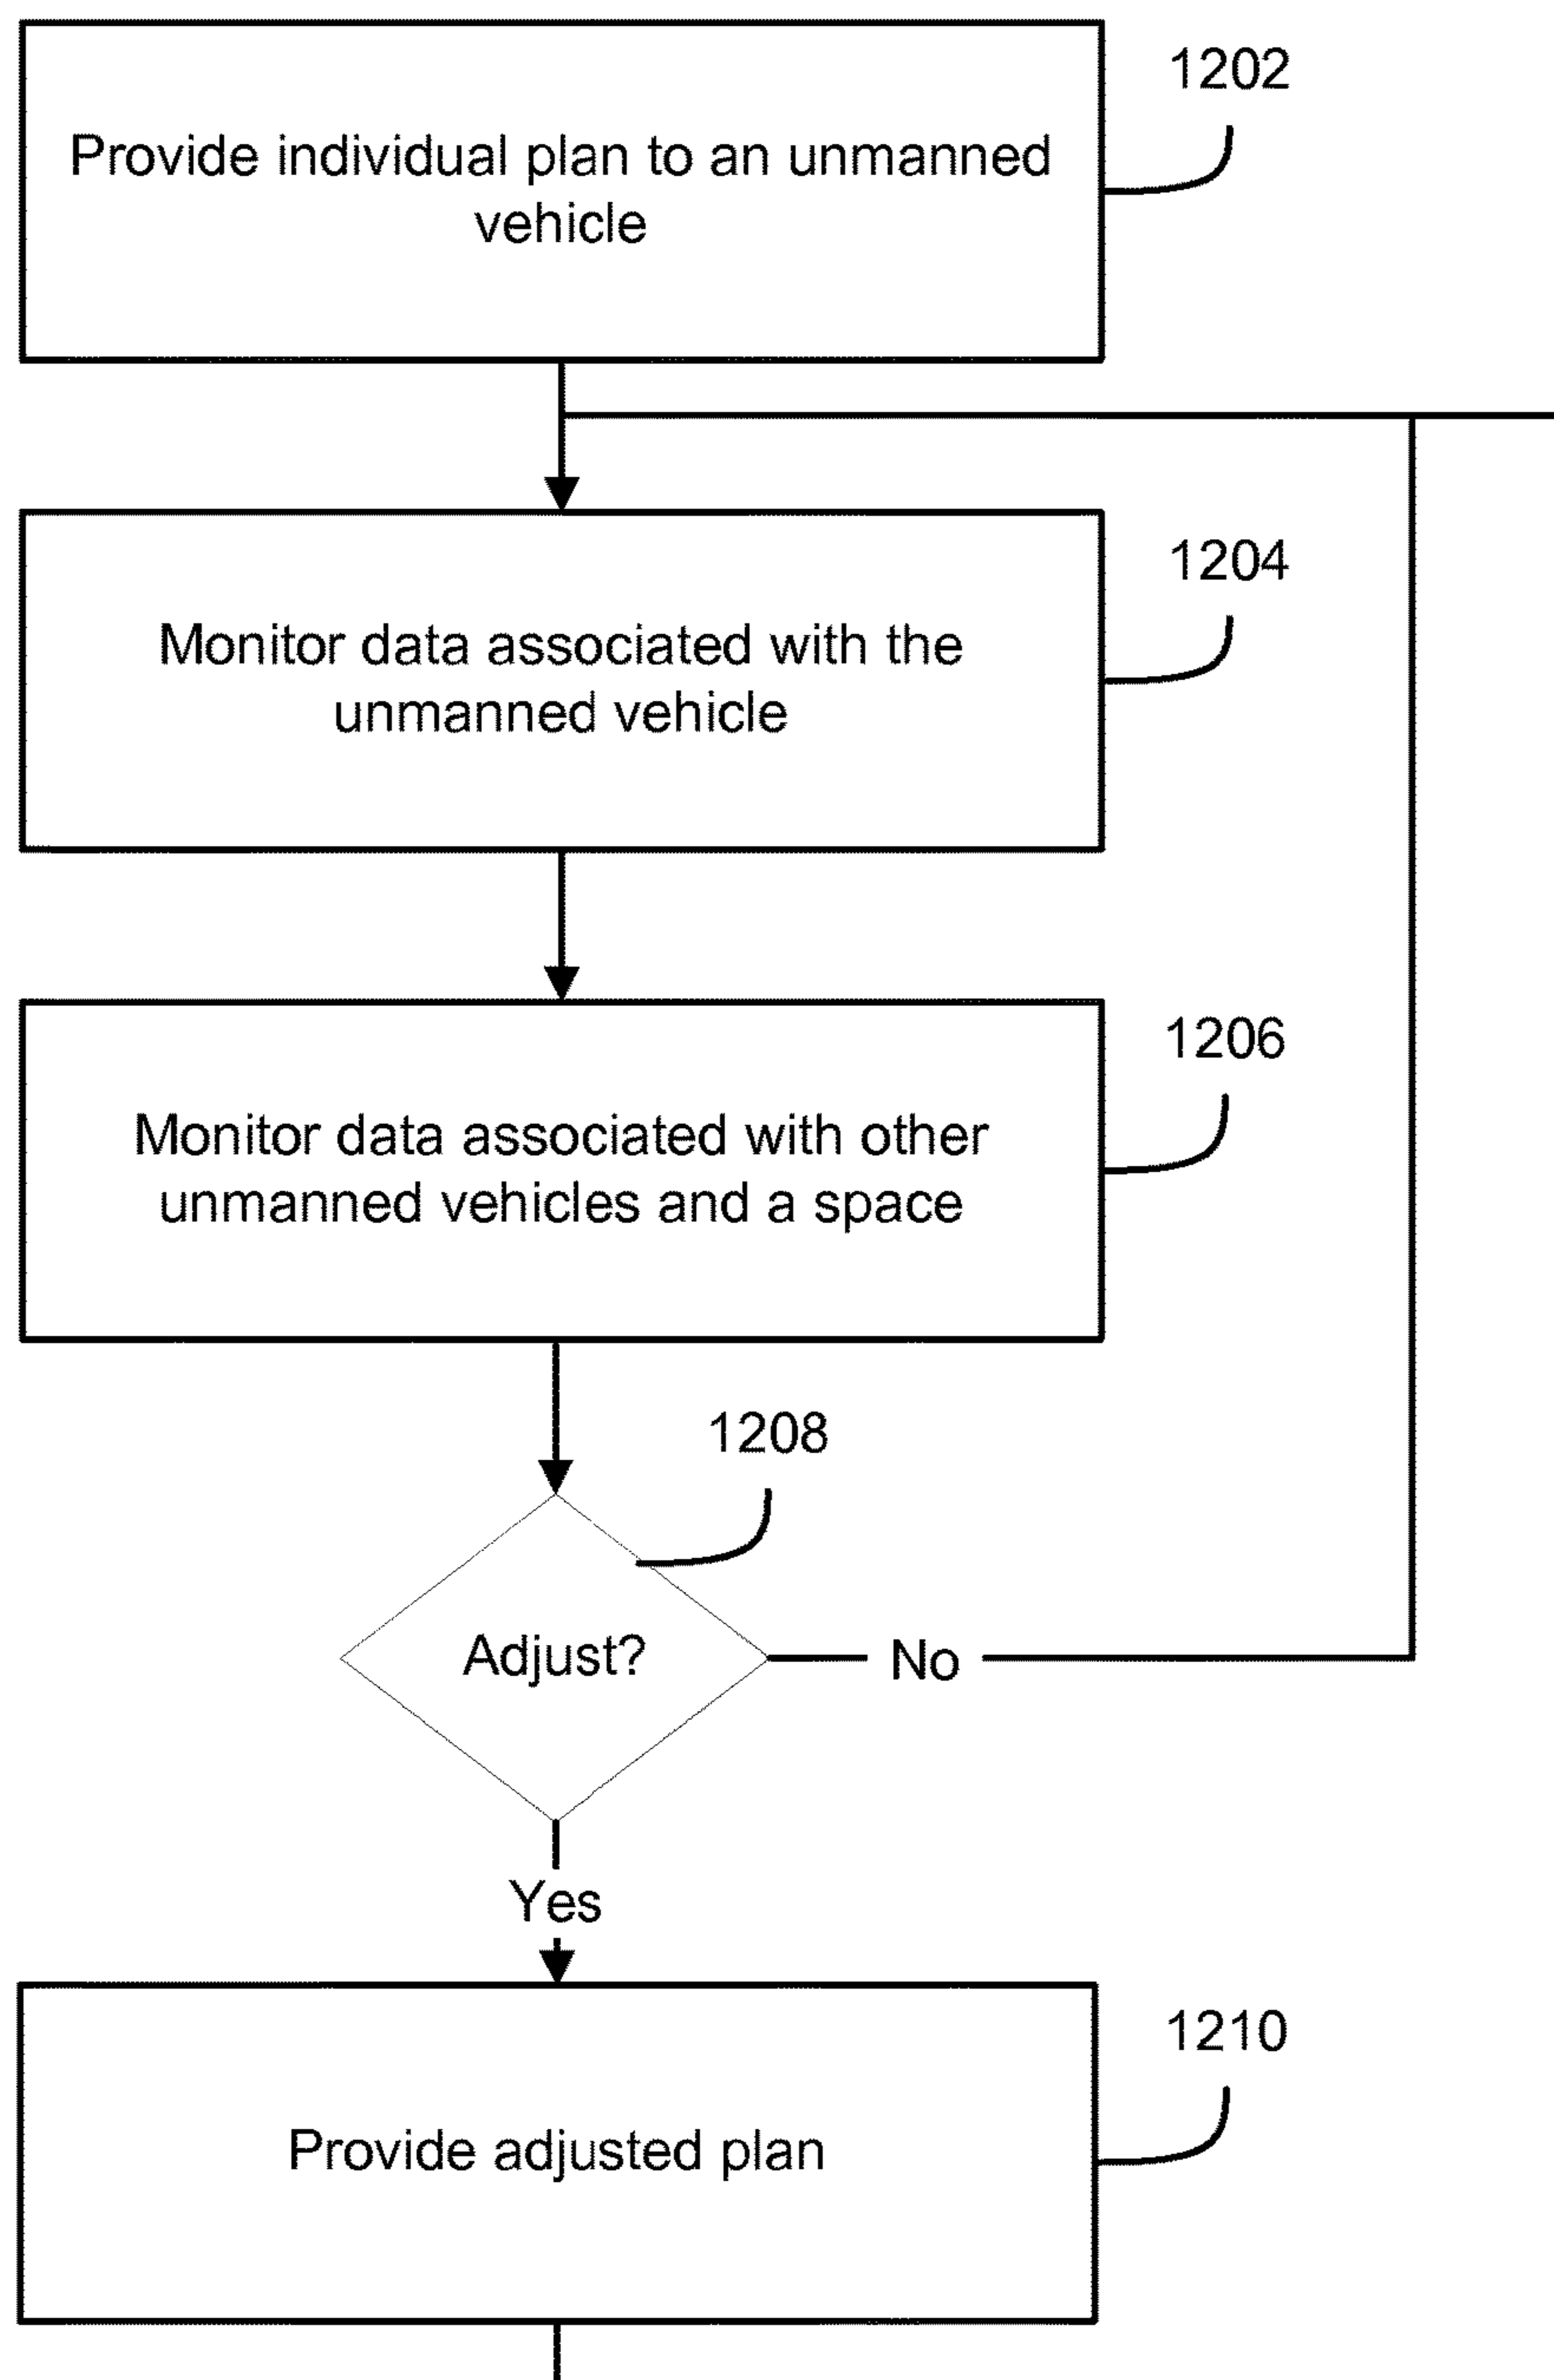 1202
Provide individual plan to an unmanned
vehicle
1204
Monitor data associated with the
unmanned vehicle
1206
Monitor data associated with other
unmanned vehicles and a space
1208
Adjust?
No
Yes
1210
Provide adjusted plan